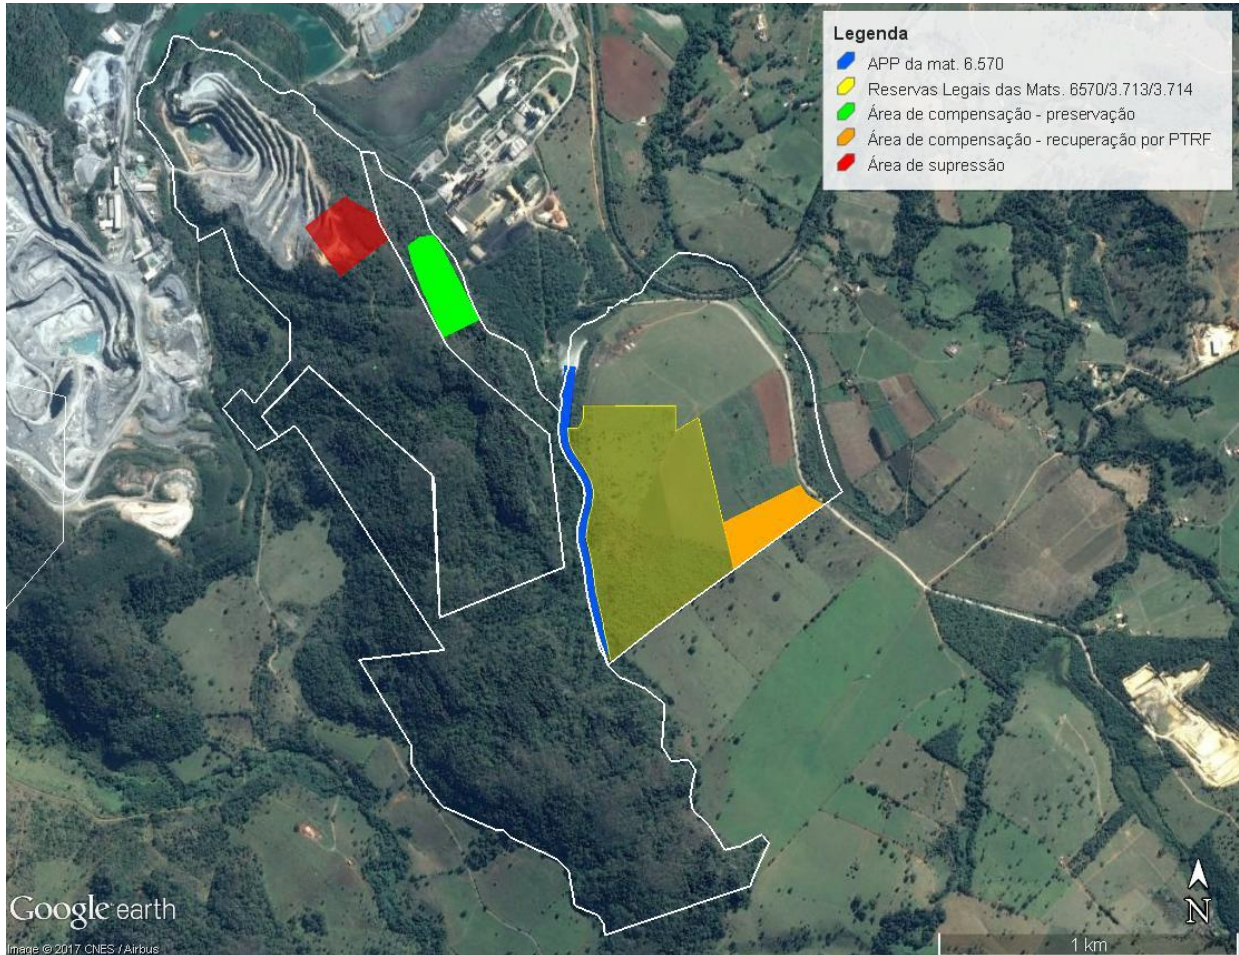 Legenda
APP da mat. 6.570
Reservas Legais das Mats. 6570/3.713/3.714
Área de compensação - preservação
Área de compensação - recuperação por PTRF
Área de supressão
N
Google earth
Image © 2017 CNES / Airbus
1 km